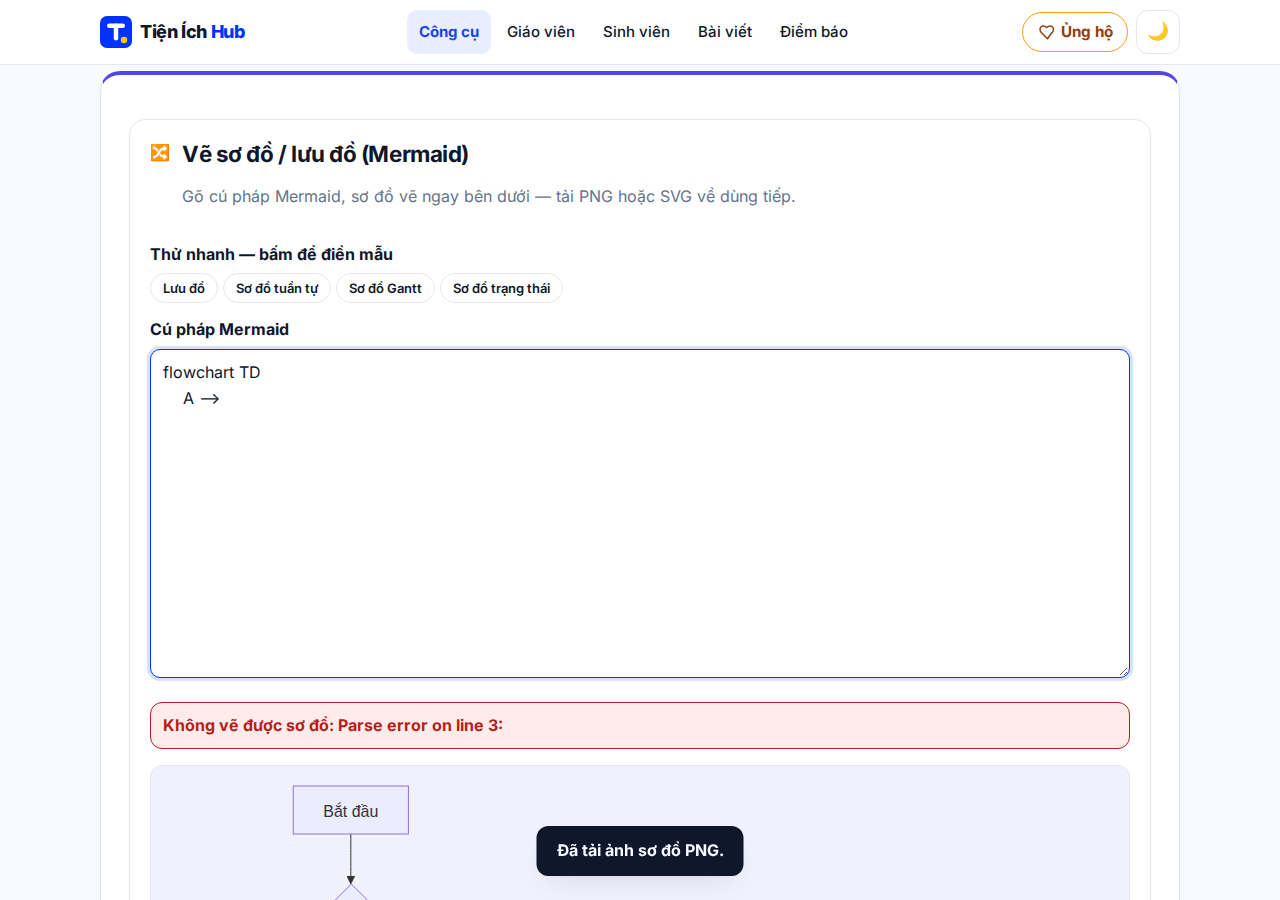 Tiện Ích Hub
Công cụ
Giáo viên
Sinh viên
Bài viết
Điểm báo
Ủng hộ
Vẽ sơ đồ / lưu đồ (Mermaid)
Gõ cú pháp Mermaid, sơ đồ vẽ ngay bên dưới — tải PNG hoặc SVG về dùng tiếp.
Thử nhanh — bấm để điền mẫu
Lưu đồ
Sơ đồ tuần tự
Sơ đồ Gantt
Sơ đồ trạng thái
Cú pháp Mermaid
flowchart TD
A -->
Không vẽ được sơ đồ: Parse error on line 3:
Bắt đầu
Đã tải ảnh sơ đồ PNG.